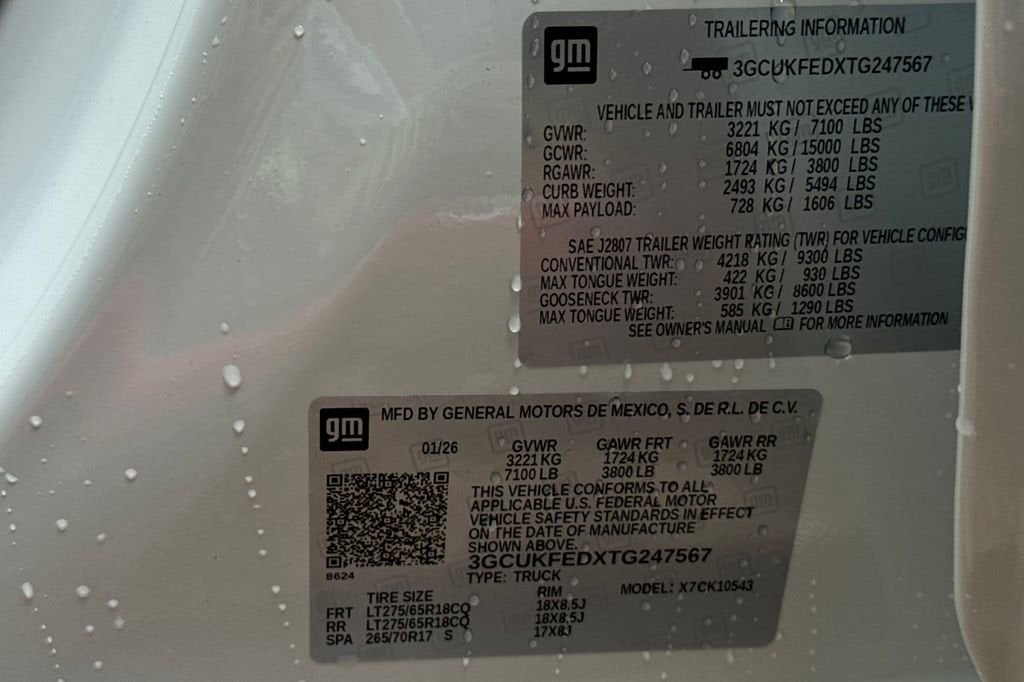 gm
TRAILERING INFORMATION
3GCUKFEDXTG247567
VEHICLE AND TRAILER MUST NOT EXCEED ANY OF THESE
GVWR: 3221 KG / 7100 LBS
GCWR: 6804 KG / 15000 LBS
RGAWR: 1724 KG / 3800 LBS
CURB WEIGHT: 2493 KG / 5494 LBS
MAX PAYLOAD: 728 KG / 1606 LBS
SAE J2807 TRAILER WEIGHT RATING (TWR) FOR VEHICLE CONFIG
CONVENTIONAL TWR: 4218 KG / 9300 LBS
MAX TONGUE WEIGHT: 422 KG / 930 LBS
GOOSENECK TWR: 3901 KG / 8600 LBS
MAX TONGUE WEIGHT: 585 KG / 1290 LBS
SEE OWNER'S MANUAL FOR MORE INFORMATION
gm
MFD BY GENERAL MOTORS DE MEXICO, S. DE R.L. DE C.V.
01/26 GVWR GAWR FRT GAWR RR
3221 KG 1724 KG 1724 KG
7100 LB 3800 LB 3800 LB
THIS VEHICLE CONFORMS TO ALL
APPLICABLE U.S. FEDERAL MOTOR
VEHICLE SAFETY STANDARDS IN EFFECT
ON THE DATE OF MANUFACTURE
SHOWN ABOVE.
3GCUKFEDXTG247567
8624
TYPE: TRUCK MODEL: X7CK10543
TIRE SIZE RIM
FRT LT275/65R18CQ 18X8.5J
RR LT275/65R18CQ 18X8.5J
SPA 265/70R17 S 17X8J